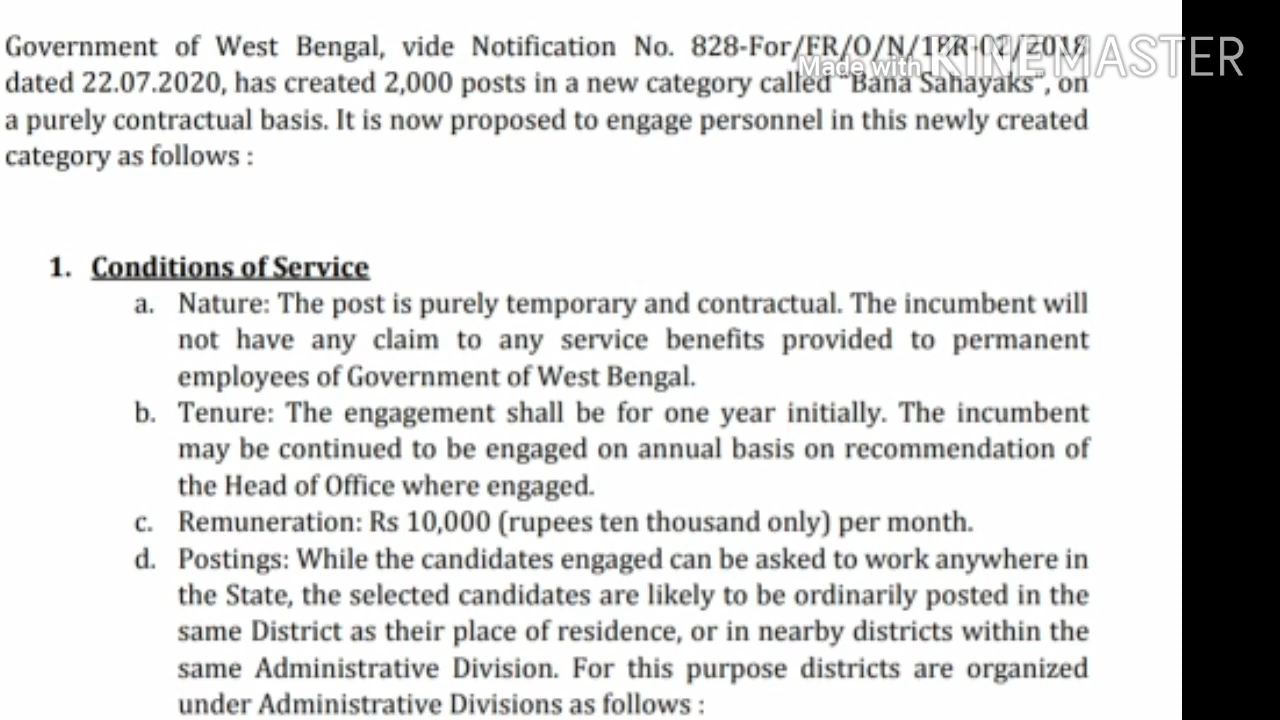 Government of West Bengal, vide Notification No. 828-For/FR/O/N/18R-02/2018
Made with KINEMASTER
dated 22.07.2020, has created 2,000 posts in a new category called "Bana Sahayaks", on
a purely contractual basis. It is now proposed to engage personnel in this newly created
category as follows :
1. Conditions of Service
a. Nature: The post is purely temporary and contractual. The incumbent will
not have any claim to any service benefits provided to permanent
employees of Government of West Bengal.
b. Tenure: The engagement shall be for one year initially. The incumbent
may be continued to be engaged on annual basis on recommendation of
the Head of Office where engaged.
c. Remuneration: Rs 10,000 (rupees ten thousand only) per month.
d. Postings: While the candidates engaged can be asked to work anywhere in
the State, the selected candidates are likely to be ordinarily posted in the
same District as their place of residence, or in nearby districts within the
same Administrative Division. For this purpose districts are organized
under Administrative Divisions as follows :